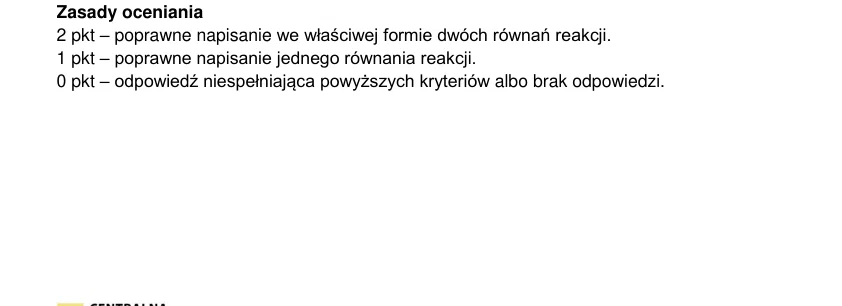 Zasady oceniania
2 pkt – poprawne napisanie we właściwej formie dwóch równań reakcji.
1 pkt – poprawne napisanie jednego równania reakcji.
0 pkt – odpowiedź niespełniająca powyższych kryteriów albo brak odpowiedzi.
CENTRALNA